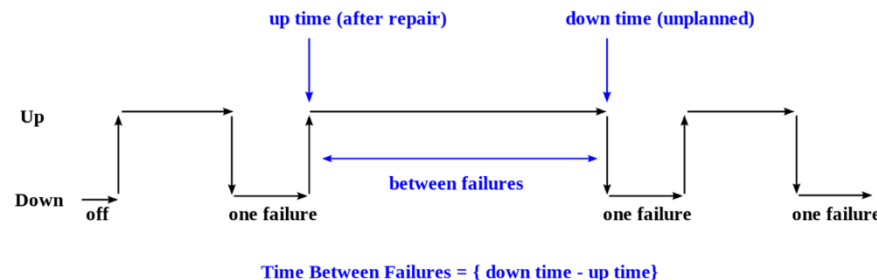 up time (after repair)
down time (unplanned)
Up
between failures
Down
off
one failure
one failure
one failure
Time Between Failures = { down time - up time}